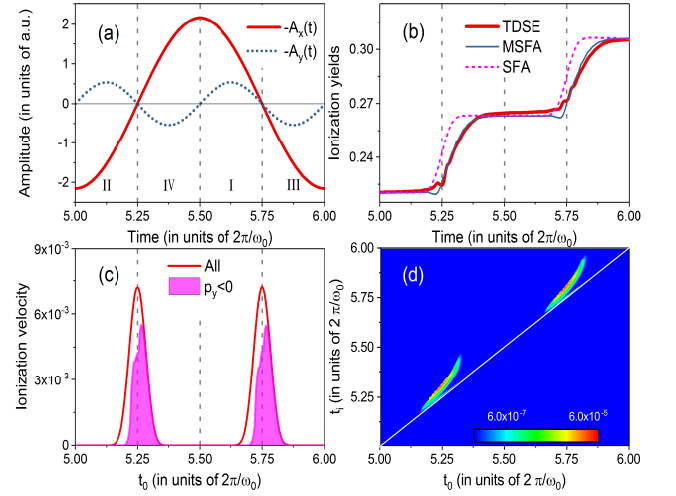 (a)
-Aₓ(t)
-Aᵧ(t)
Amplitude (in units of a.u.)
2
1
0
-1
-2
II
IV
I
III
5.00
5.25
5.50
5.75
6.00
Time (in units of 2π/ω₀)
(b)
TDSE
MSFA
SFA
Ionization yields
0.30
0.26
0.22
5.00
5.25
5.50
5.75
6.00
Time (in units of 2π/ω₀)
(c)
All
pᵧ<0
Ionization velocity
9x10⁻³
6x10⁻³
3x10⁻³
0
5.00
5.25
5.50
5.75
6.00
t₀ (in units of 2π/ω₀)
(d)
tᵢ (in units of 2 π/ω₀)
6.00
5.75
5.50
5.25
6.0x10⁻⁷
6.0x10⁻⁵
5.00
5.25
5.50
5.75
6.00
t₀ (in units of 2π/ω₀)